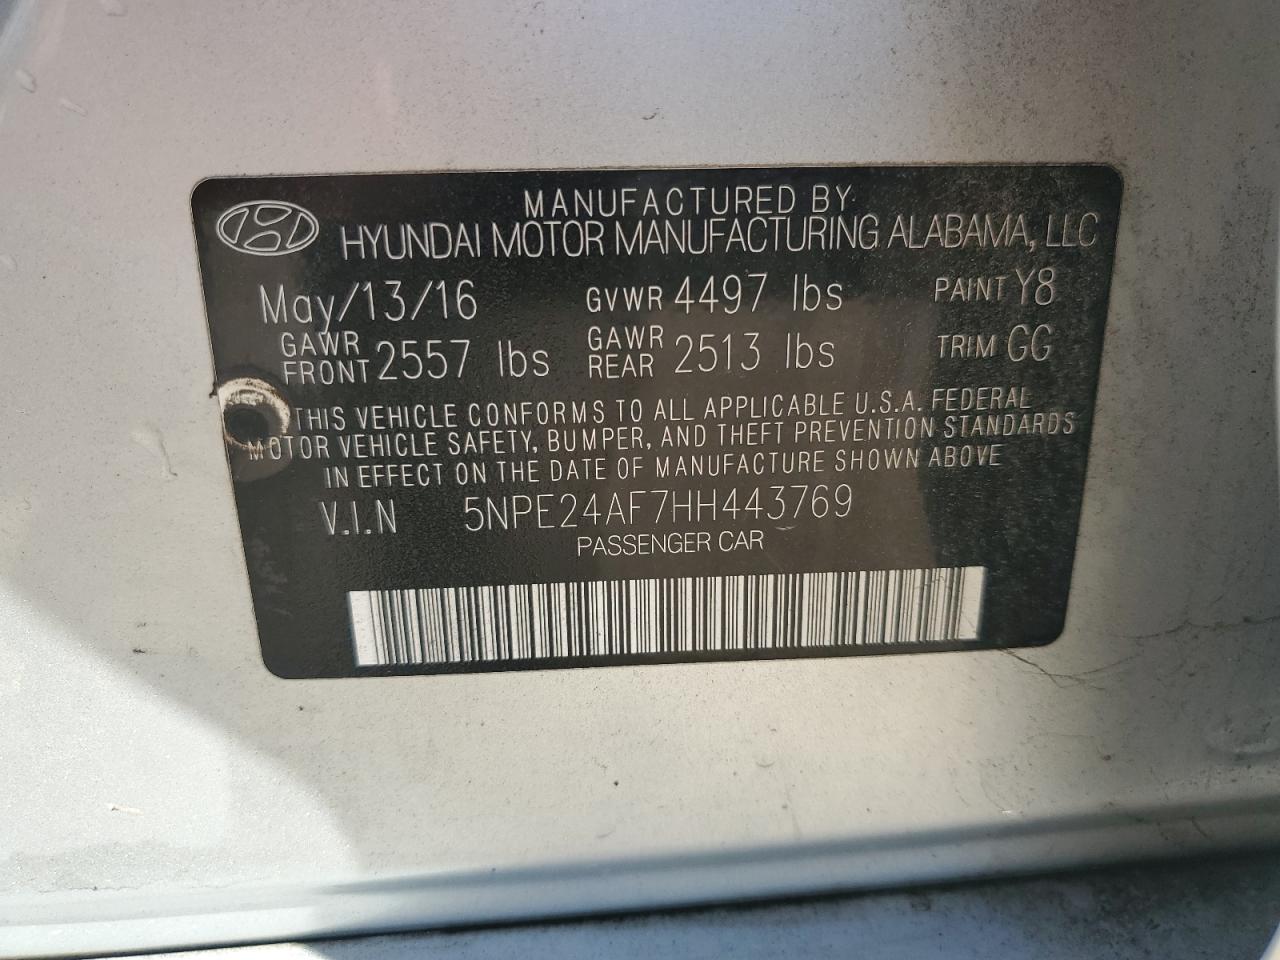 MANUFACTURED BY
HYUNDAI MOTOR MANUFACTURING ALABAMA, LLC
May/13/16 GVWR 4497 lbs PAINT Y8
GAWR FRONT 2557 lbs GAWR REAR 2513 lbs TRIM GG
THIS VEHICLE CONFORMS TO ALL APPLICABLE U.S.A. FEDERAL
MOTOR VEHICLE SAFETY, BUMPER, AND THEFT PREVENTION STANDARDS
IN EFFECT ON THE DATE OF MANUFACTURE SHOWN ABOVE
V.I.N 5NPE24AF7HH443769
PASSENGER CAR